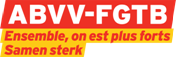 ABVV-FGTB
Ensemble, on est plus forts
Samen sterk